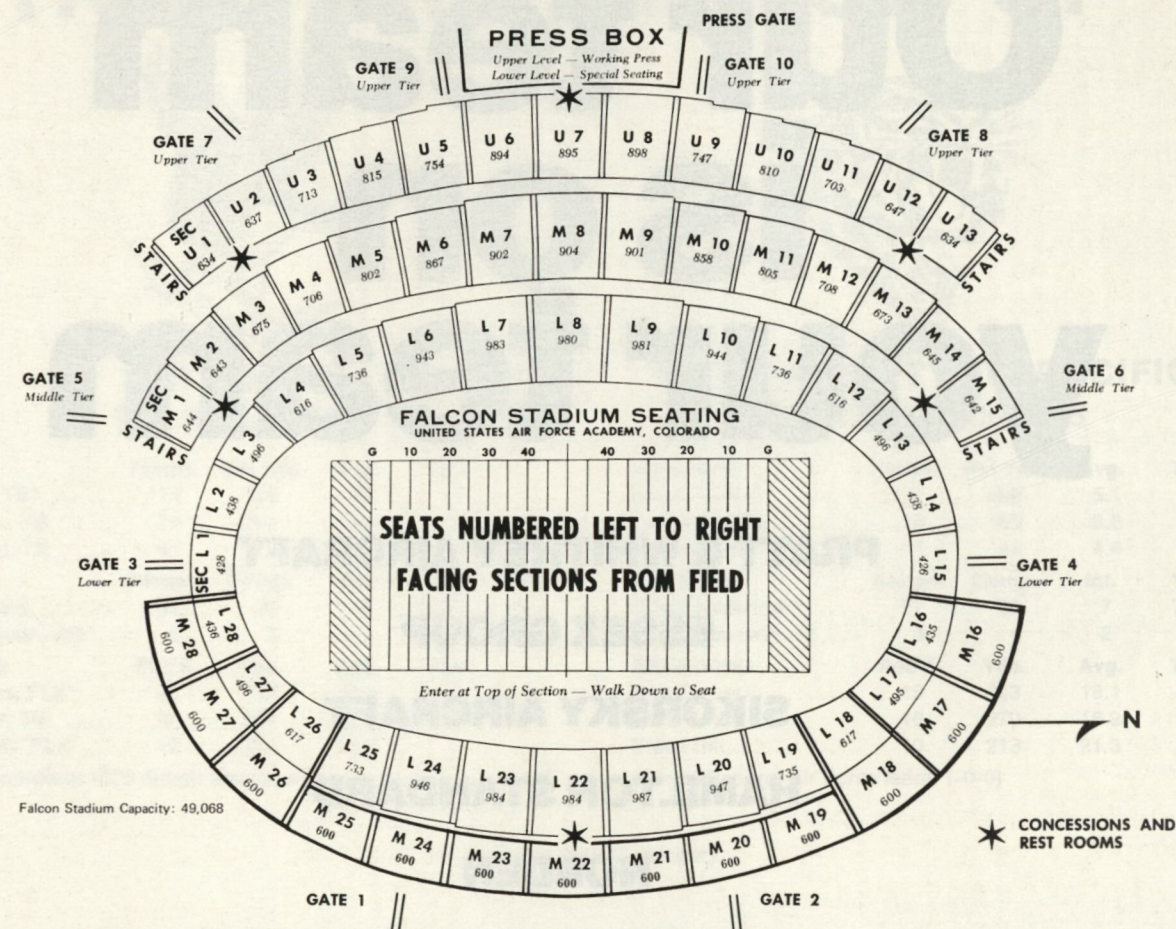 PRESS GATE
PRESS BOX
Upper Level — Working Press
Lower Level — Special Seating
GATE 9
Upper Tier
GATE 10
Upper Tier
GATE 7
Upper Tier
GATE 8
Upper Tier
STAIRS
SEC U 1 634
U 2 637
U 3 713
U 4 815
U 5 754
U 6 894
U 7 895
U 8 898
U 9 747
U 10 810
U 11 703
U 12 647
U 13 634
STAIRS
GATE 5
Middle Tier
GATE 6
Middle Tier
STAIRS
SEC M 1 644
M 2 643
M 3 675
M 4 706
M 5 802
M 6 867
M 7 902
M 8 904
M 9 901
M 10 858
M 11 805
M 12 708
M 13 673
M 14 645
M 15 642
STAIRS
SEC L 1 428
L 2 438
L 3 496
L 4 616
L 5 736
L 6 943
L 7 983
L 8 980
L 9 981
L 10 944
L 11 736
L 12 616
L 13 496
L 14 438
L 15 426
FALCON STADIUM SEATING
UNITED STATES AIR FORCE ACADEMY, COLORADO
G 10 20 30 40 40 30 20 10 G
SEATS NUMBERED LEFT TO RIGHT
FACING SECTIONS FROM FIELD
Enter at Top of Section — Walk Down to Seat
GATE 3
Lower Tier
GATE 4
Lower Tier
L 28 436
L 27 496
L 26 617
L 25 733
L 24 946
L 23 984
L 22 984
L 21 987
L 20 947
L 19 735
L 18 617
L 17 495
L 16 435
M 28 600
M 27 600
M 26 600
M 25 600
M 24 600
M 23 600
M 22 600
M 21 600
M 20 600
M 19 600
M 18 600
M 17 600
M 16 600
N
Falcon Stadium Capacity: 49,068
CONCESSIONS AND
REST ROOMS
GATE 1
GATE 2